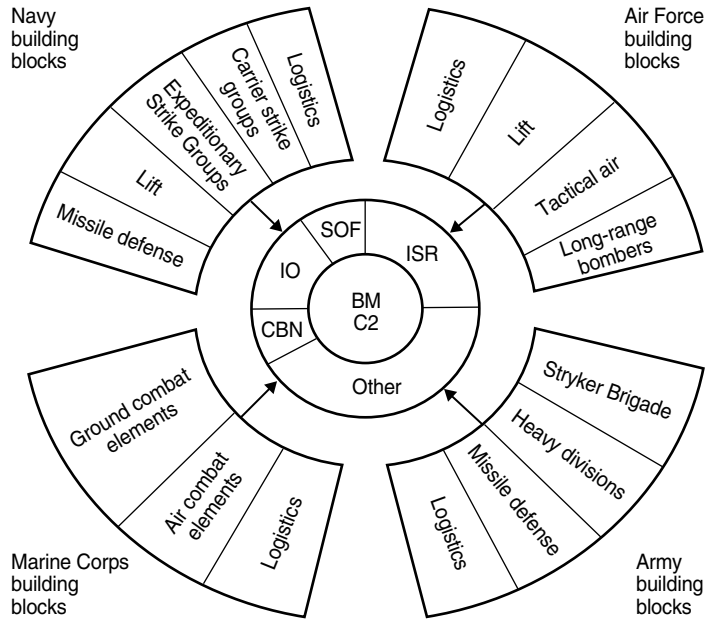 Navy
building
blocks
Missile defense
Lift
Expeditionary
Strike Groups
Carrier strike
groups
Logistics
Air Force
building
blocks
Logistics
Lift
Tactical air
Long-range
bombers
SOF
ISR
IO
CBN
BM
C2
Other
Marine Corps
building
blocks
Ground combat
elements
Air combat
elements
Logistics
Army
building
blocks
Stryker Brigade
Heavy divisions
Missile defense
Logistics